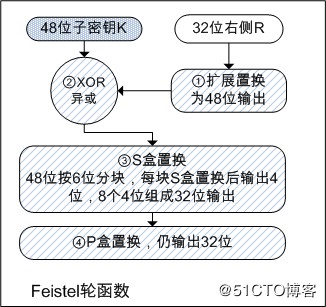 48位子密钥K
32位右侧R
②XOR
异或
①扩展置换
为48位输出
③S盒置换
48位按6位分块，每块S盒置换后输出4
位，8个4位组成32位输出
④P盒置换，仍输出32位
Feistel轮函数
@51CTO博客